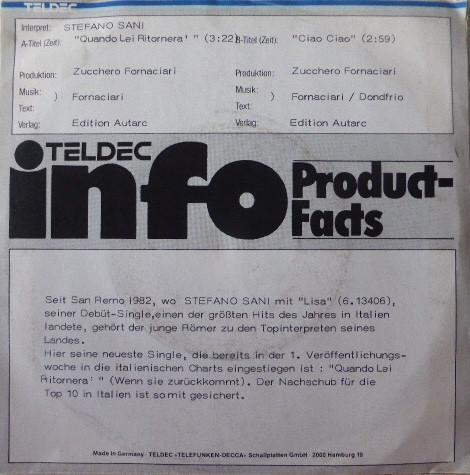 TELDEC
Interpret: STEFANO SANI
A-Titel (Zeit): "Quando Lei Ritornera' " (3:22) B-Titel (Zeit): "Ciao Ciao" (2:59)
Produktion: Zucchero Fornaciari Produktion: Zucchero Fornaciari
Musik: Musik:
) Fornaciari ) Fornaciari / Dondfrio
Text: Text:
Verlag: Edition Autarc Verlag: Edition Autarc
TELDEC
info
Product-
Facts
Seit San Remo 1982, wo STEFANO SANI mit "Lisa" (6.13406),
seiner Debüt-Single,einen der größten Hits des Jahres in Italien
landete, gehört der junge Römer zu den Topinterpreten seines
Landes.
Hier seine neueste Single, die bereits in der 1. Veröffentlichungs-
woche in die italienischen Charts eingestiegen ist : "Quando Lei
Ritornera' " (Wenn sie zurückkommt). Der Nachschub für die
Top 10 in Italien ist somit gesichert.
Made in Germany · TELDEC »TELEFUNKEN-DECCA« Schallplatten GmbH · 2000 Hamburg 19